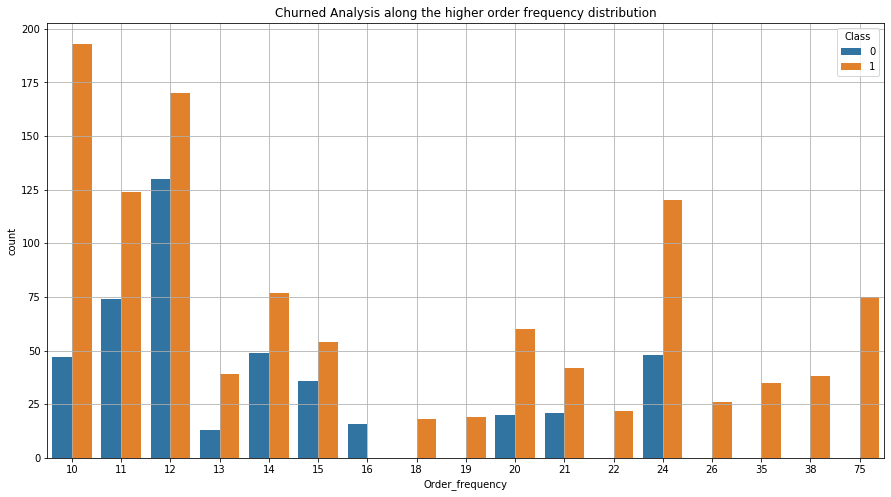 Churned Analysis along the higher order frequency distribution
Class
0
1
200
175
150
125
100
75
50
25
0
count
10 11 12 13 14 15 16 18 19 20 21 22 24 26 35 38 75
Order_frequency